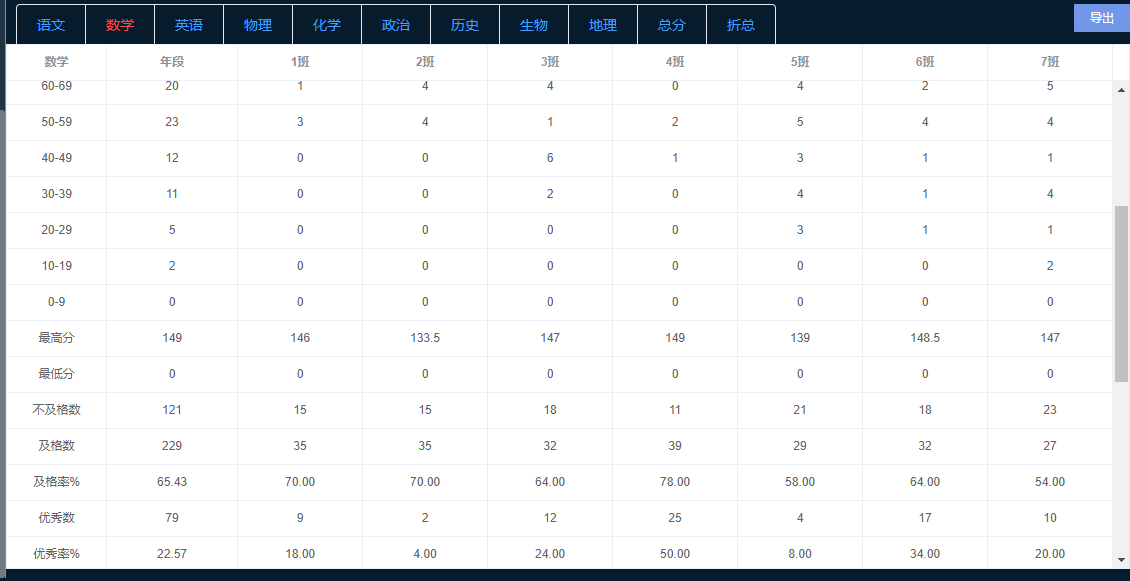 语文 数学 英语 物理 化学 政治 历史 生物 地理 总分 折总 导出
数学 年段 1班 2班 3班 4班 5班 6班 7班
60-69 20 1 4 4 0 4 2 5
50-59 23 3 4 1 2 5 4 4
40-49 12 0 0 6 1 3 1 1
30-39 11 0 0 2 0 4 1 4
20-29 5 0 0 0 0 3 1 1
10-19 2 0 0 0 0 0 0 2
0-9 0 0 0 0 0 0 0 0
最高分 149 146 133.5 147 149 139 148.5 147
最低分 0 0 0 0 0 0 0 0
不及格数 121 15 15 18 11 21 18 23
及格数 229 35 35 32 39 29 32 27
及格率% 65.43 70.00 70.00 64.00 78.00 58.00 64.00 54.00
优秀数 79 9 2 12 25 4 17 10
优秀率% 22.57 18.00 4.00 24.00 50.00 8.00 34.00 20.00